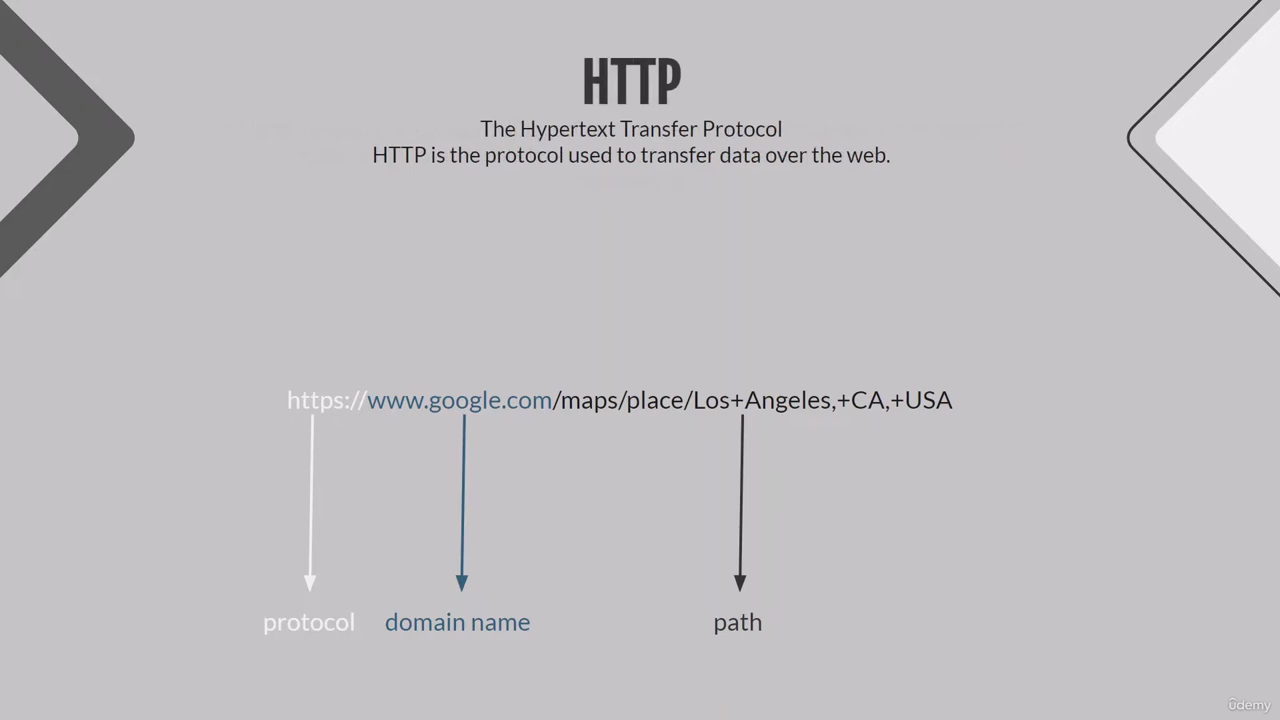 HTTP
The Hypertext Transfer Protocol
HTTP is the protocol used to transfer data over the web.
https://www.google.com/maps/place/Los+Angeles,+CA,+USA
protocol domain name path
ûdemy